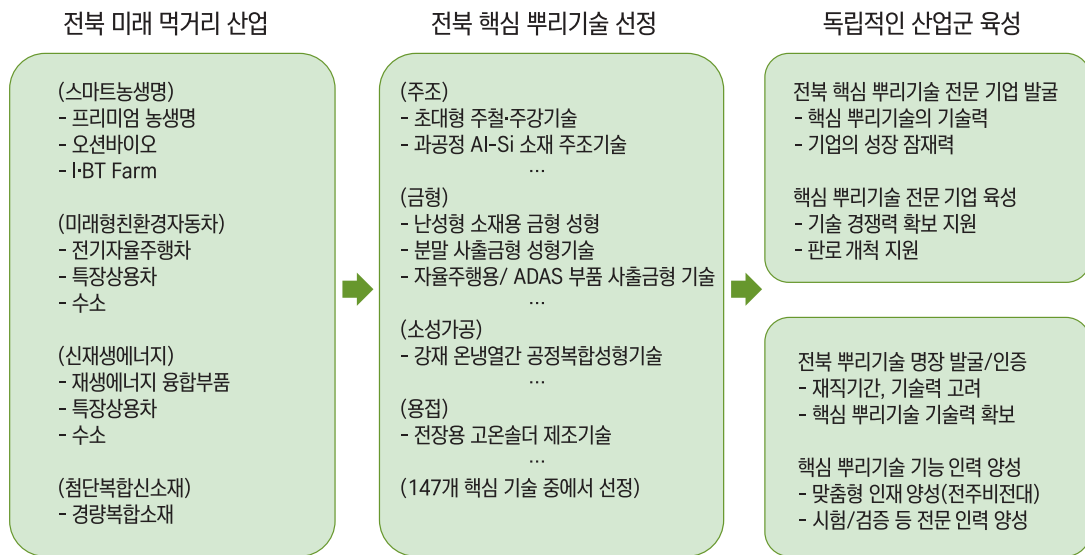 전북 미래 먹거리 산업
(스마트농생명)
- 프리미엄 농생명
- 오션바이오
- I·BT Farm
(미래형친환경자동차)
- 전기자율주행차
- 특장상용차
- 수소
(신재생에너지)
- 재생에너지 융합부품
- 특장상용차
- 수소
(첨단복합신소재)
- 경량복합소재
전북 핵심 뿌리기술 선정
(주조)
- 초대형 주철·주강기술
- 과공정 Al-Si 소재 주조기술
…
(금형)
- 난성형 소재용 금형 성형
- 분말 사출금형 성형기술
- 자율주행용/ ADAS 부품 사출금형 기술
…
(소성가공)
- 강재 온냉열간 공정복합성형기술
…
(용접)
- 전장용 고온솔더 제조기술
…
(147개 핵심 기술 중에서 선정)
독립적인 산업군 육성
전북 핵심 뿌리기술 전문 기업 발굴
- 핵심 뿌리기술의 기술력
- 기업의 성장 잠재력
핵심 뿌리기술 전문 기업 육성
- 기술 경쟁력 확보 지원
- 판로 개척 지원
전북 뿌리기술 명장 발굴/인증
- 재직기간, 기술력 고려
- 핵심 뿌리기술 기술력 확보
핵심 뿌리기술 기능 인력 양성
- 맞춤형 인재 양성(전주비전대)
- 시험/검증 등 전문 인력 양성